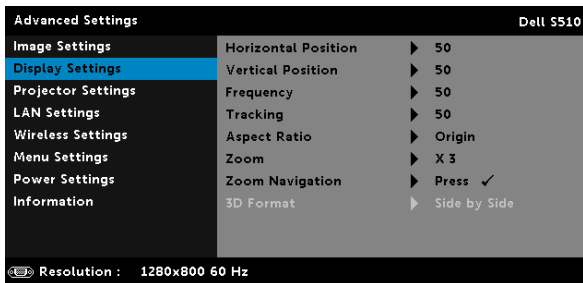 Advanced Settings Dell S510
Image Settings Horizontal Position 50
Display Settings Vertical Position 50
Projector Settings Frequency 50
LAN Settings Tracking 50
Wireless Settings Aspect Ratio Origin
Menu Settings Zoom X 3
Power Settings Zoom Navigation Press ✓
Information 3D Format Side by Side
Resolution : 1280x800 60 Hz